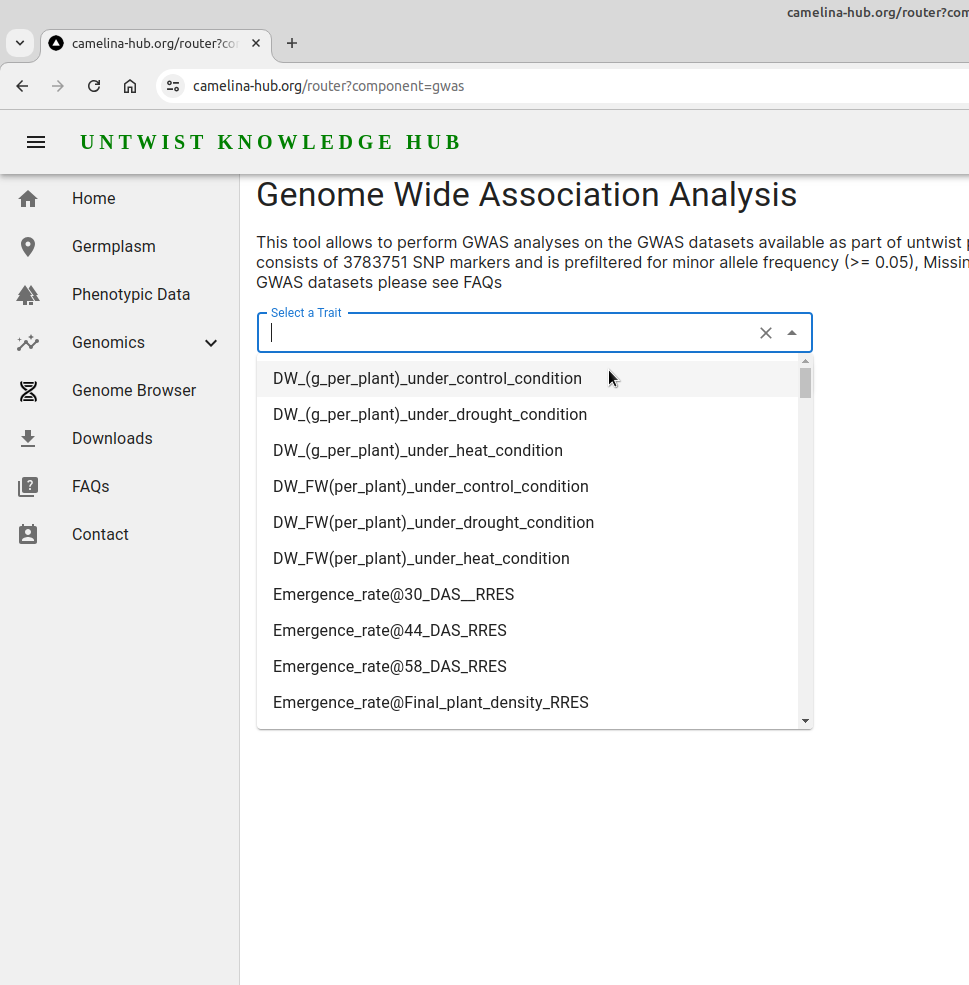 camelina-hub.org/router?com
camelina-hub.org/router?co
camelina-hub.org/router?component=gwas
UNTWIST KNOWLEDGE HUB
Home
Germplasm
Phenotypic Data
Genomics
Genome Browser
Downloads
FAQs
Contact
Genome Wide Association Analysis
This tool allows to perform GWAS analyses on the GWAS datasets available as part of untwist
consists of 3783751 SNP markers and is prefiltered for minor allele frequency (>= 0.05), Missin
GWAS datasets please see FAQs
Select a Trait
DW_(g_per_plant)_under_control_condition
DW_(g_per_plant)_under_drought_condition
DW_(g_per_plant)_under_heat_condition
DW_FW(per_plant)_under_control_condition
DW_FW(per_plant)_under_drought_condition
DW_FW(per_plant)_under_heat_condition
Emergence_rate@30_DAS__RRES
Emergence_rate@44_DAS_RRES
Emergence_rate@58_DAS_RRES
Emergence_rate@Final_plant_density_RRES